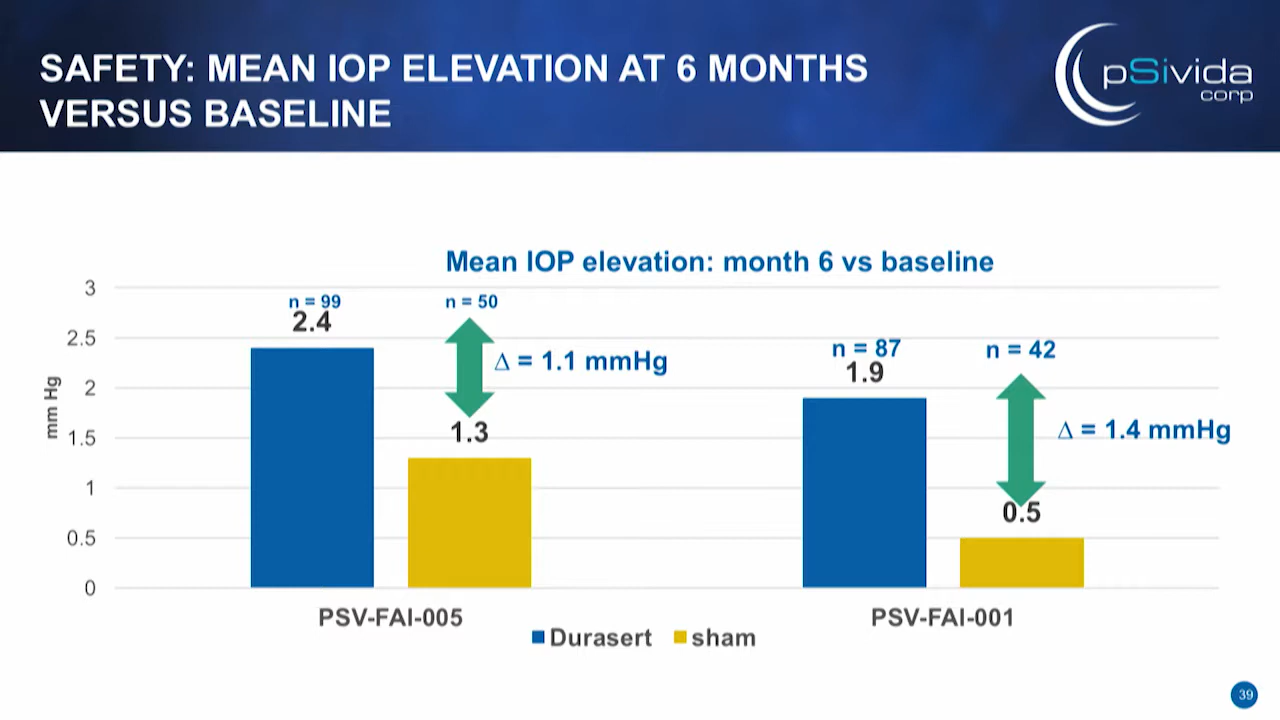 SAFETY: MEAN IOP ELEVATION AT 6 MONTHS
VERSUS BASELINE
pSivida
corp
Mean IOP elevation: month 6 vs baseline
mm Hg
3
2.5
2
1.5
1
0.5
0
n = 99
2.4
n = 50
Δ = 1.1 mmHg
1.3
n = 87
1.9
n = 42
Δ = 1.4 mmHg
0.5
PSV-FAI-005
PSV-FAI-001
Durasert
sham
39